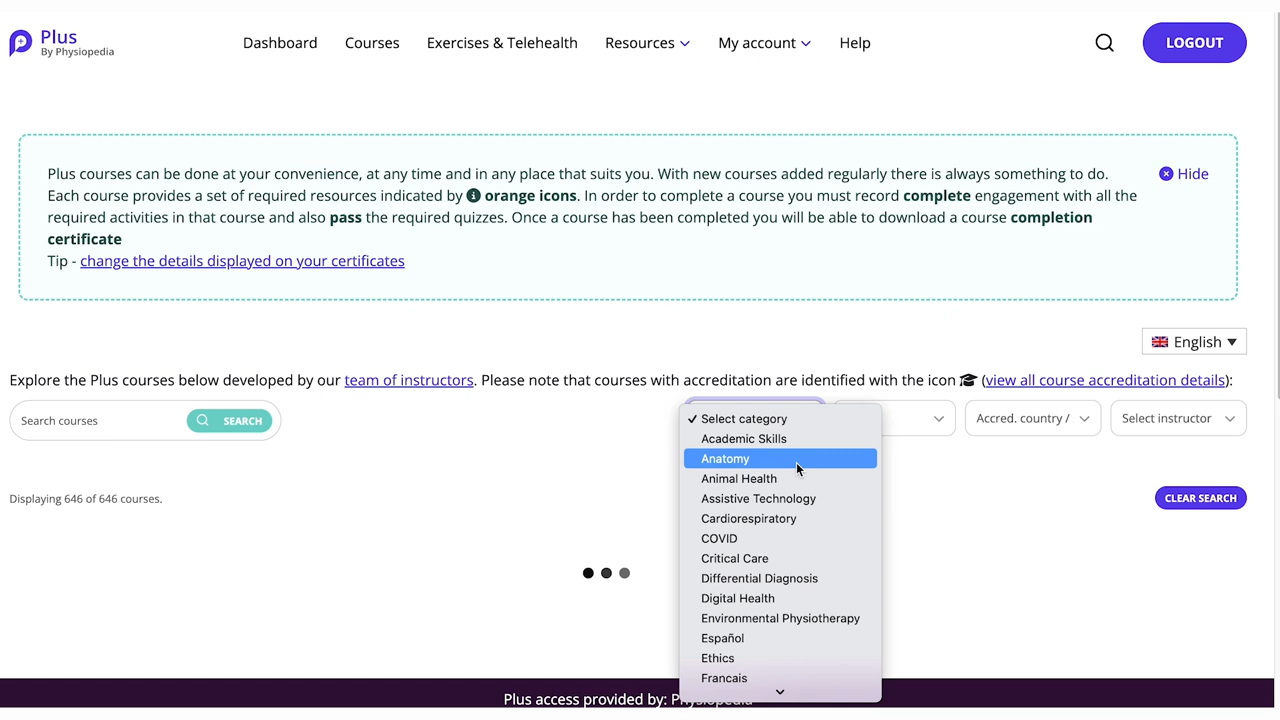 Plus
By Physiopedia
Dashboard
Courses
Exercises & Telehealth
Resources
My account
Help
LOGOUT
Plus courses can be done at your convenience, at any time and in any place that suits you. With new courses added regularly there is always something to do.
Hide
Each course provides a set of required resources indicated by orange icons. In order to complete a course you must record complete engagement with all the
required activities in that course and also pass the required quizzes. Once a course has been completed you will be able to download a course completion
certificate
Tip - change the details displayed on your certificates
English
Explore the Plus courses below developed by our team of instructors. Please note that courses with accreditation are identified with the icon (view all course accreditation details):
Search courses
SEARCH
✓ Select category
Academic Skills
Anatomy
Animal Health
Assistive Technology
Cardiorespiratory
COVID
Critical Care
Differential Diagnosis
Digital Health
Environmental Physiotherapy
Español
Ethics
Francais
Accred. country /
Select instructor
Displaying 646 of 646 courses.
CLEAR SEARCH
Plus access provided by: Physiopedia